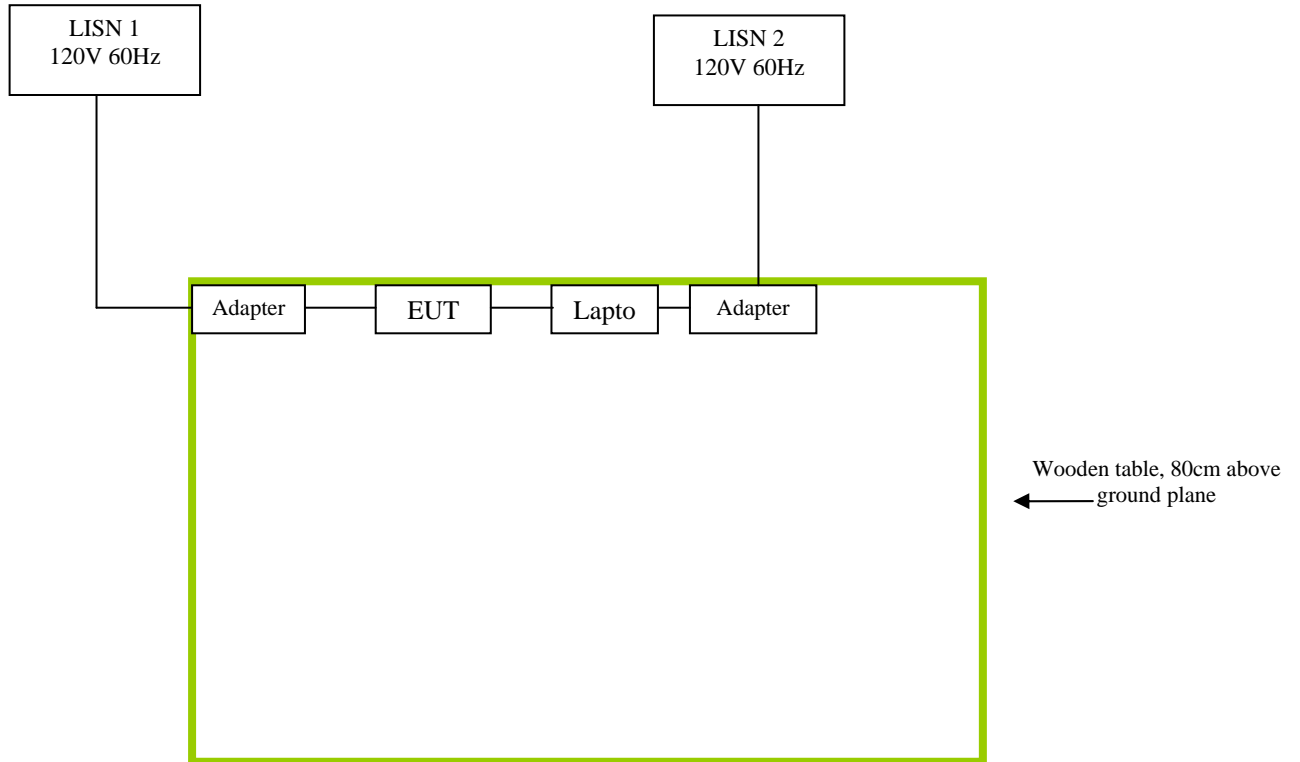 LISN 1
120V 60Hz
LISN 2
120V 60Hz
Adapter
EUT
Lapto
Adapter
Wooden table, 80cm above
ground plane